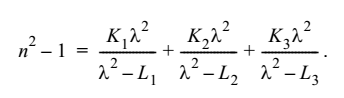 n² – 1 = K₁λ²/(λ² – L₁) + K₂λ²/(λ² – L₂) + K₃λ²/(λ² – L₃) .